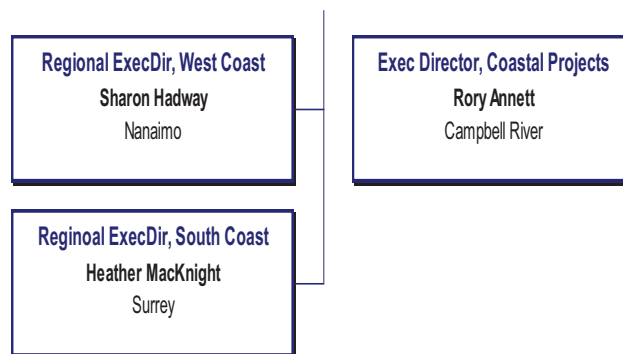 Regional ExecDir, West Coast
Sharon Hadway
Nanaimo
Exec Director, Coastal Projects
Rory Annett
Campbell River
Reginoal ExecDir, South Coast
Heather MacKnight
Surrey